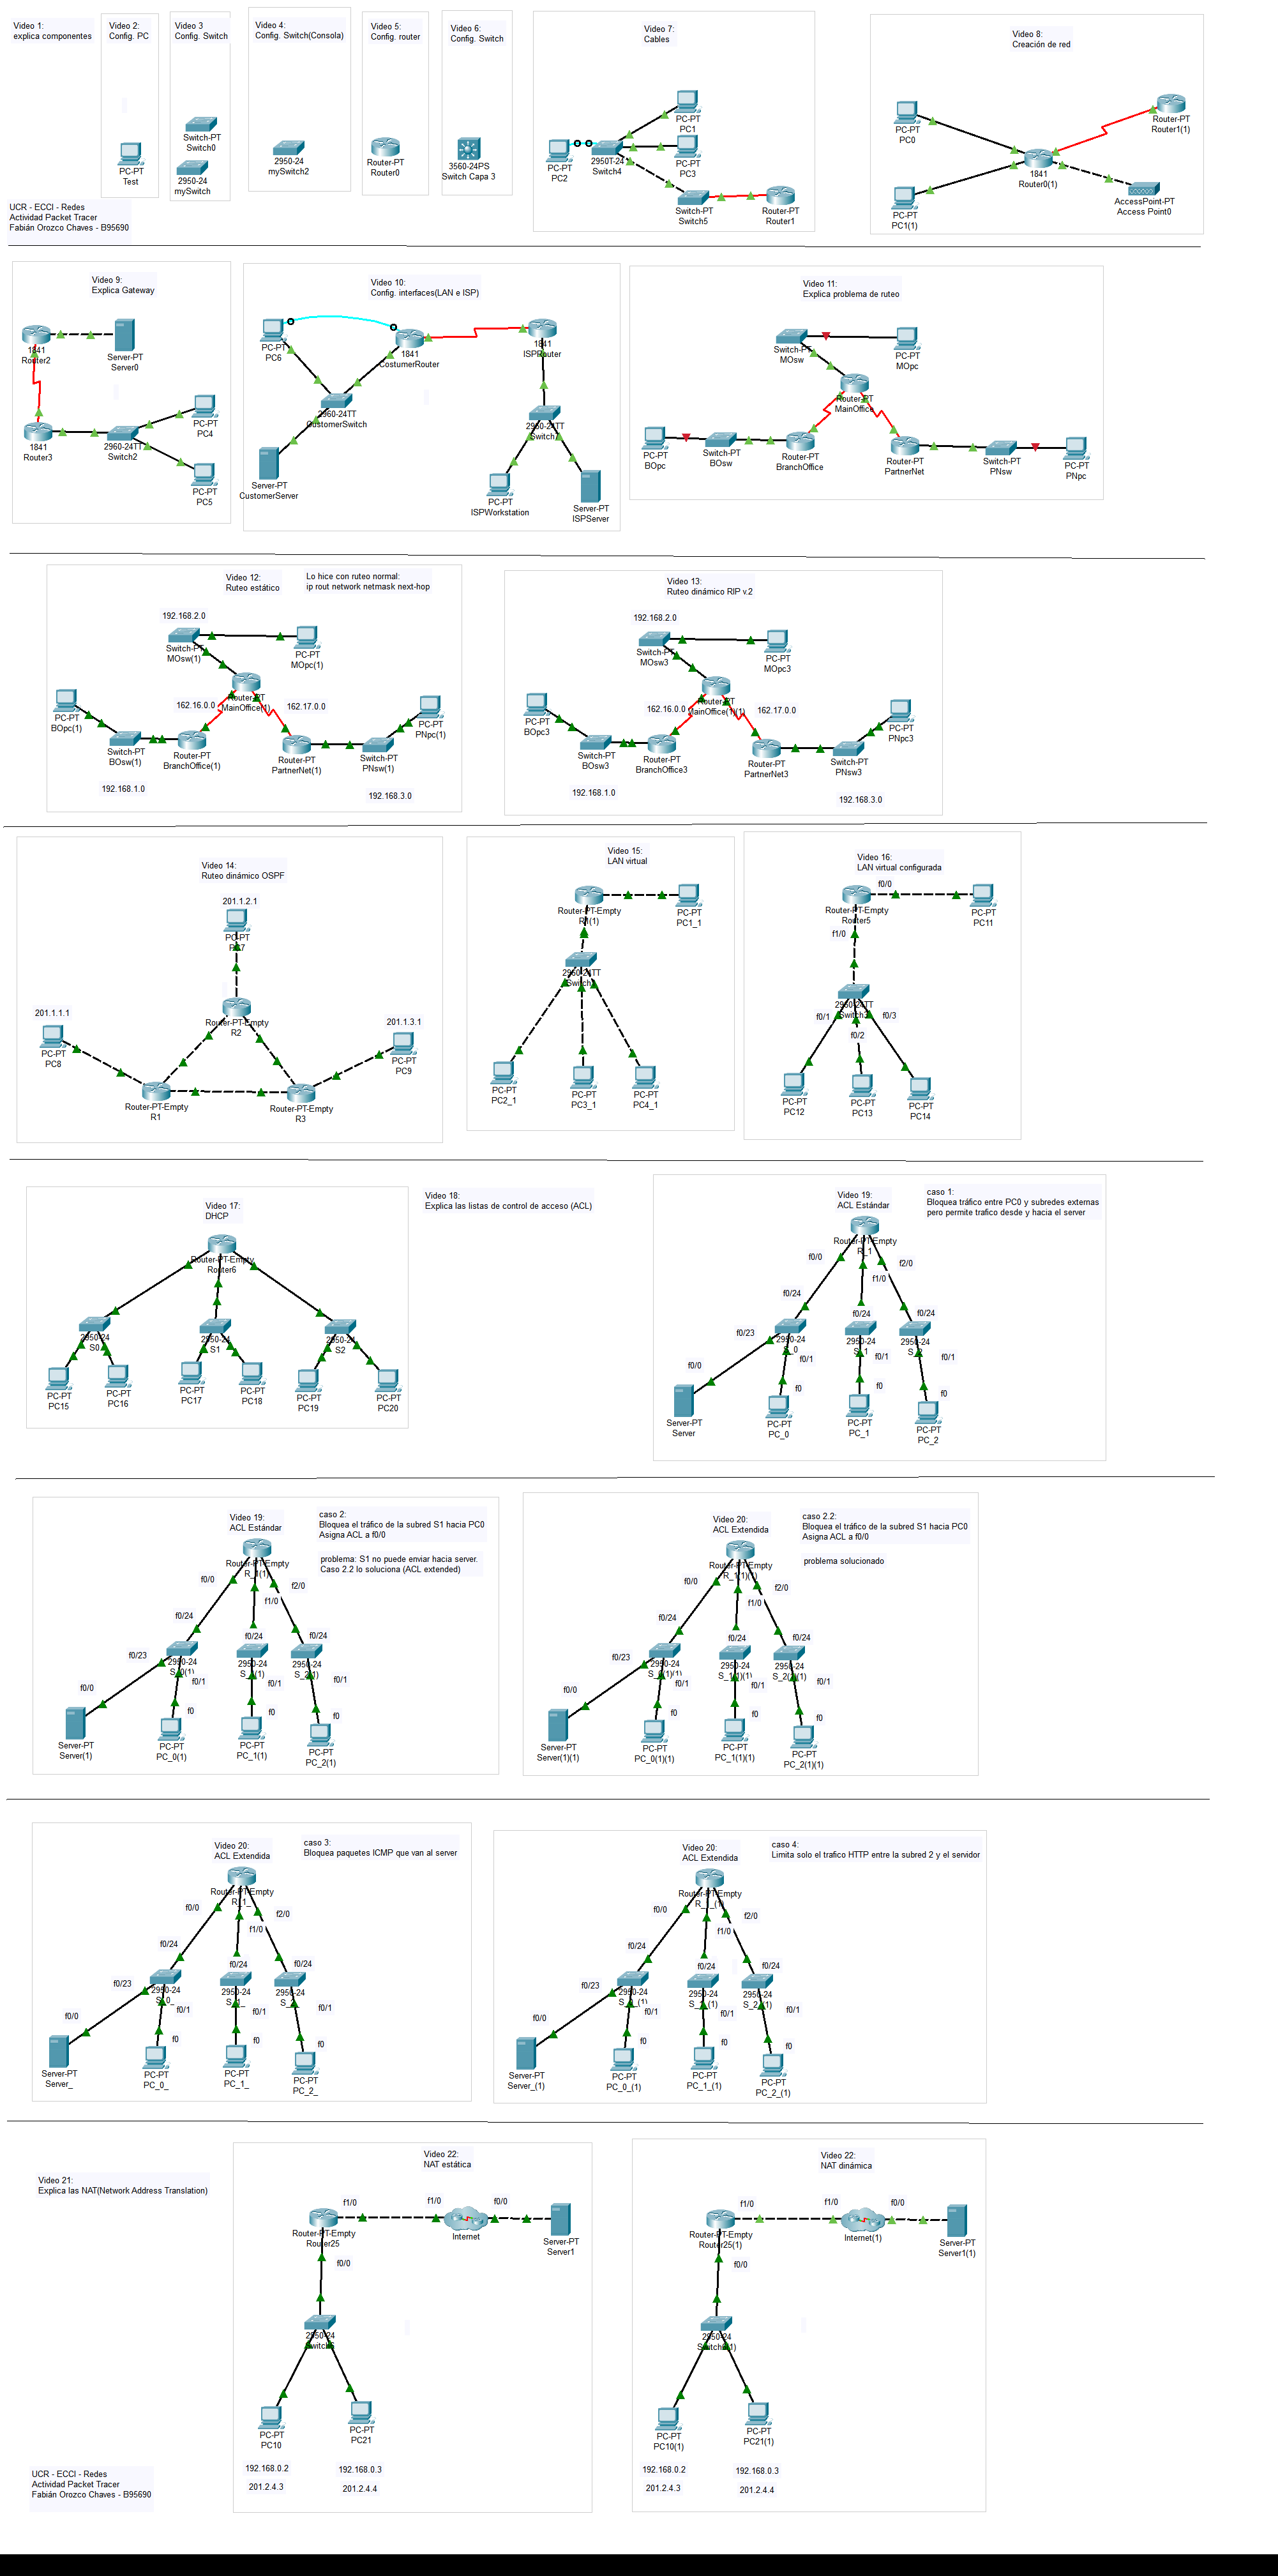 Video 1:
explica componentes
Video 2:
Config. PC
PC-PT
Test
Video 3
Config. Switch
Switch-PT
Switch0
2950-24
mySwitch
Video 4:
Config. Switch(Consola)
2950-24
mySwitch2
Video 5:
Config. router
Router-PT
Router0
Video 6:
Config. Switch
3560-24PS
Switch Capa 3
Video 7:
Cables
PC-PT
PC1
PC-PT
PC2
2950T-24
Switch4
PC-PT
PC3
Switch-PT
Switch5
Router-PT
Router1
Video 8:
Creación de red
PC-PT
PC0
Router-PT
Router1(1)
1841
Router0(1)
PC-PT
PC1(1)
AccessPoint-PT
Access Point0
UCR - ECCI - Redes
Actividad Packet Tracer
Fabián Orozco Chaves - B95690
Video 9:
Explica Gateway
1841
Router2
Server-PT
Server0
1841
Router3
2960-24TT
Switch2
PC-PT
PC4
PC-PT
PC5
Video 10:
Config. interfaces(LAN e ISP)
PC-PT
PC6
1841
CostumerRouter
1841
ISPRouter
2960-24TT
CustomerSwitch
2960-24TT
Switch7
Server-PT
CustomerServer
PC-PT
ISPWorkstation
Server-PT
ISPServer
Video 11:
Explica problema de ruteo
Switch-PT
MOsw
PC-PT
MOpc
Router-PT
MainOffice
PC-PT
BOpc
Switch-PT
BOsw
Router-PT
BranchOffice
Router-PT
PartnerNet
Switch-PT
PNsw
PC-PT
PNpc
Video 12:
Ruteo estático
Lo hice con ruteo normal:
ip rout network netmask next-hop
192.168.2.0
Switch-PT
MOsw(1)
PC-PT
MOpc(1)
Router-PT
MainOffice(1)
162.16.0.0
162.17.0.0
PC-PT
BOpc(1)
Switch-PT
BOsw(1)
Router-PT
BranchOffice(1)
Router-PT
PartnerNet(1)
Switch-PT
PNsw(1)
PC-PT
PNpc(1)
192.168.1.0
192.168.3.0
Video 13:
Ruteo dinámico RIP v.2
192.168.2.0
Switch-PT
MOsw3
PC-PT
MOpc3
Router-PT
MainOffice(1)(1)
162.16.0.0
162.17.0.0
PC-PT
BOpc3
Switch-PT
BOsw3
Router-PT
BranchOffice3
Router-PT
PartnerNet3
Switch-PT
PNsw3
PC-PT
PNpc3
192.168.1.0
192.168.3.0
Video 14:
Ruteo dinámico OSPF
201.1.2.1
PC-PT
PC7
Router-PT-Empty
R2
201.1.1.1
PC-PT
PC8
201.1.3.1
PC-PT
PC9
Router-PT-Empty
R1
Router-PT-Empty
R3
Video 15:
LAN virtual
Router-PT-Empty
PC-PT
PC1_1
2960-24TT
PC-PT
PC2_1
PC-PT
PC3_1
PC-PT
PC4_1
Video 16:
LAN virtual configurada
f0/0
Router-PT-Empty
Router5
PC-PT
PC11
f1/0
2950-24TT
f0/1
f0/2
f0/3
PC-PT
PC12
PC-PT
PC13
PC-PT
PC14
Video 17:
DHCP
Router-PT-Empty
Router6
2950-24
S0
2950-24
S1
2950-24
S2
PC-PT
PC15
PC-PT
PC16
PC-PT
PC17
PC-PT
PC18
PC-PT
PC19
PC-PT
PC20
Video 18:
Explica las listas de control de acceso (ACL)
Video 19:
ACL Estándar
caso 1:
Bloquea tráfico entre PC0 y subredes externas
pero permite trafico desde y hacia el server
Router-PT-Empty
R_1
f0/0
f1/0
f2/0
f0/24
f0/24
f0/24
f0/23
2950-24
S_0
2950-24
S_1
2950-24
S_2
f0/1
f0/1
f0/1
f0/0
f0
f0
f0
Server-PT
Server
PC-PT
PC_0
PC-PT
PC_1
PC-PT
PC_2
Video 19:
ACL Estándar
caso 2:
Bloquea el tráfico de la subred S1 hacia PC0
Asigna ACL a f0/0
problema: S1 no puede enviar hacia server.
Caso 2.2 lo soluciona (ACL extended)
Router-PT-Empty
R_1(1)
f0/0
f1/0
f2/0
f0/24
f0/24
f0/24
f0/23
2950-24
S_0(1)
2950-24
S_1(1)
2950-24
S_2(1)
f0/1
f0/1
f0/1
f0/0
f0
f0
f0
Server-PT
Server(1)
PC-PT
PC_0(1)
PC-PT
PC_1(1)
PC-PT
PC_2(1)
Video 20:
ACL Extendida
caso 2.2:
Bloquea el tráfico de la subred S1 hacia PC0
Asigna ACL a f0/0
problema solucionado
Router-PT-Empty
R_1(1)(1)
f0/0
f1/0
f2/0
f0/24
f0/24
f0/24
f0/23
2950-24
S_0(1)(1)
2950-24
S_1(1)(1)
2950-24
S_2(1)(1)
f0/1
f0/1
f0/1
f0/0
f0
f0
f0
Server-PT
Server(1)(1)
PC-PT
PC_0(1)(1)
PC-PT
PC_1(1)(1)
PC-PT
PC_2(1)(1)
Video 20:
ACL Extendida
caso 3:
Bloquea paquetes ICMP que van al server
Router-PT-Empty
R_1_
f0/0
f1/0
f2/0
f0/24
f0/24
f0/24
f0/23
2950-24
S_0_
2950-24
S_1_
2950-24
S_2_
f0/1
f0/1
f0/1
f0/0
f0
f0
f0
Server-PT
Server_
PC-PT
PC_0_
PC-PT
PC_1_
PC-PT
PC_2_
Video 20:
ACL Extendida
caso 4:
Limita solo el trafico HTTP entre la subred 2 y el servidor
Router-PT-Empty
R_1_(1)
f0/0
f1/0
f2/0
f0/24
f0/24
f0/24
f0/23
2950-24
S_0_(1)
2950-24
S_1_(1)
2950-24
S_2_(1)
f0/1
f0/1
f0/1
f0/0
f0
f0
f0
Server-PT
Server_(1)
PC-PT
PC_0_(1)
PC-PT
PC_1_(1)
PC-PT
PC_2_(1)
Video 21:
Explica las NAT(Network Address Translation)
Video 22:
NAT estática
f1/0
f1/0
f0/0
Router-PT-Empty
Router25
Internet
Server-PT
Server1
f0/0
2950-24
Switch6
PC-PT
PC10
PC-PT
PC21
192.168.0.2
192.168.0.3
201.2.4.3
201.2.4.4
Video 22:
NAT dinámica
f1/0
f1/0
f0/0
Router-PT-Empty
Router25(1)
Internet(1)
Server-PT
Server1(1)
f0/0
2950-24
Switch6(1)
PC-PT
PC10(1)
PC-PT
PC21(1)
192.168.0.2
192.168.0.3
201.2.4.3
201.2.4.4
UCR - ECCI - Redes
Actividad Packet Tracer
Fabián Orozco Chaves - B95690